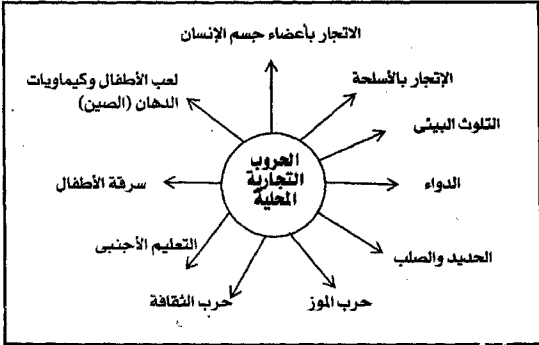 الاتجار بأعضاء جسم الإنسان
الإتجار بالأسلحة
لعب الأطفال وكيماويات
الدهان (الصين)
التلوث البيئى
الحروب
التجارية
المحلية
الدواء
سرقة الأطفال
الحديد والصلب
التعليم الأجنبى
حرب الموز
حرب الثقافة